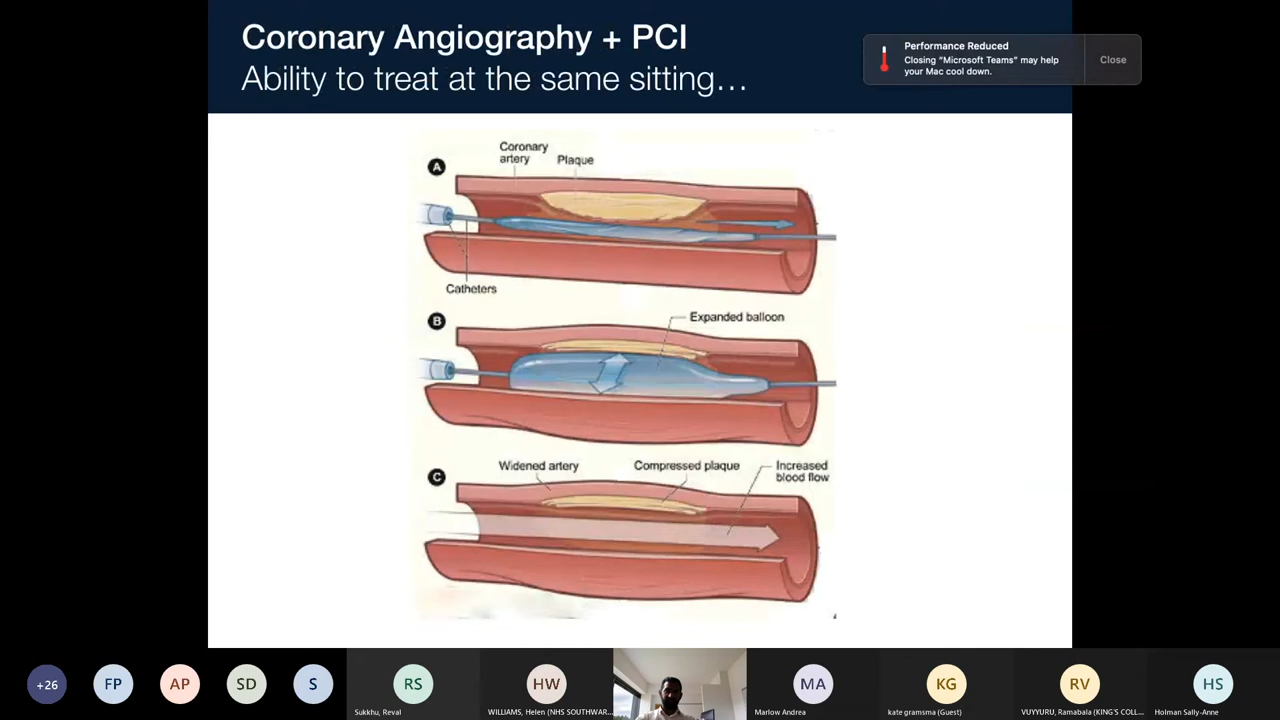 Coronary Angiography + PCI
Ability to treat at the same sitting…
Performance Reduced
Closing “Microsoft Teams” may help
your Mac cool down.
Close
A
Coronary
artery
Plaque
Catheters
B
Expanded balloon
C
Widened artery
Compressed plaque
Increased
blood flow
+26
FP
AP
SD
S
RS
HW
MA
KG
RV
HS
Sukkhu, Reval
WILLIAMS, Helen (NHS SOUTHWAR...
Marlow Andrea
kate gramsma (Guest)
VUYYURU, Ramabala (KING'S COLL...
Holman Sally-Anne